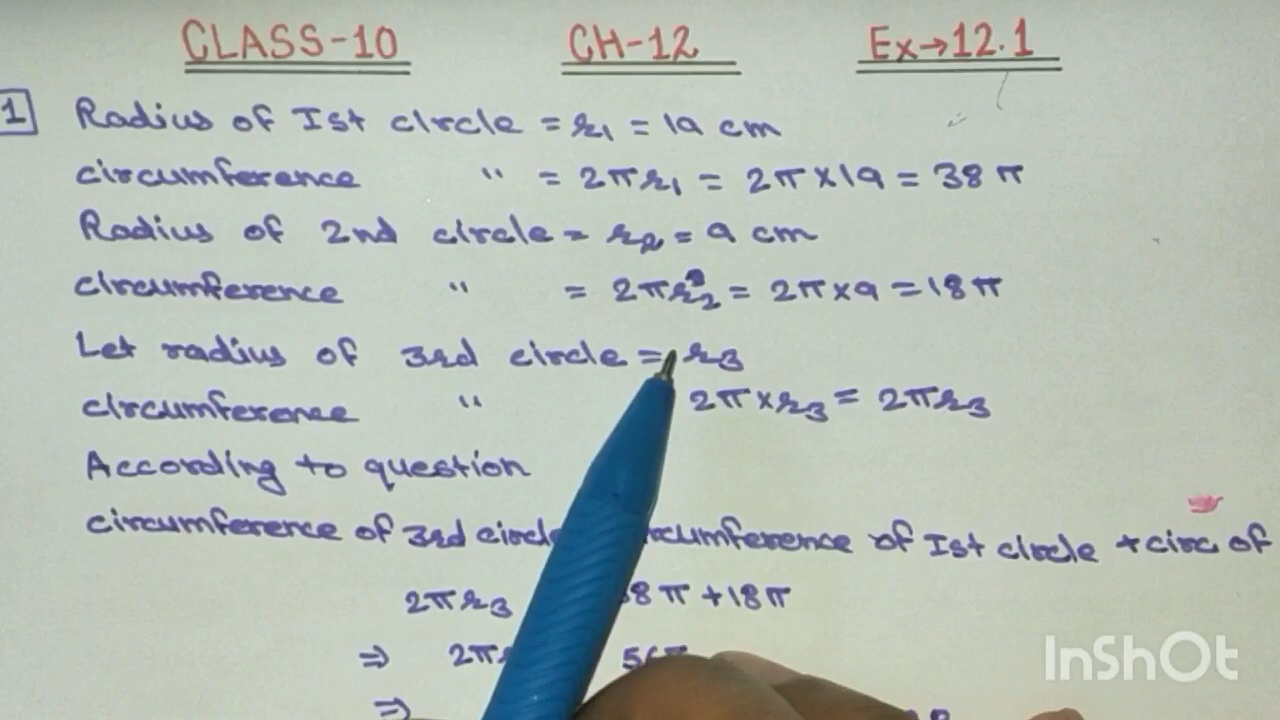 CLASS-10 CH-12 Ex→12.1
1 Radius of Ist circle = r₁ = 19 cm
circumference " = 2πr₁ = 2π×19 = 38π
Radius of 2nd circle = r₂ = 9 cm
circumference " = 2πr₂ = 2π×9 = 18π
Let radius of 3rd circle = r₃
circumference " 2π×r₃ = 2πr₃
According to question
circumference of 3rd circle circumference of Ist circle + circ of
2πr₃ 38π + 18π
⇒ 2πr 56π
⇒
InShOt